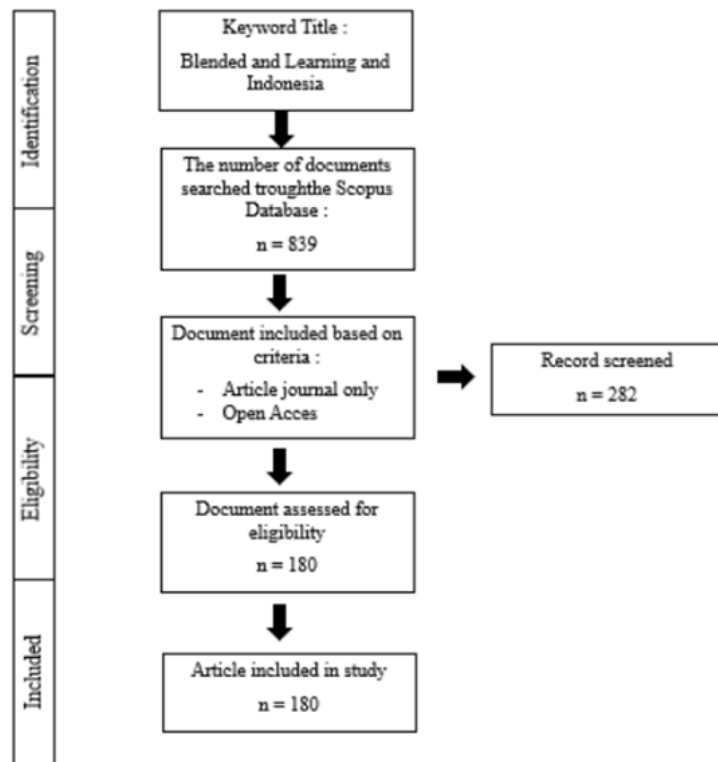 Identification
Keyword Title :
Blended and Learning and
Indonesia
The number of documents
searched troughthe Scopus
Database :
n = 839
Screening
Document included based on
criteria :
- Article journal only
- Open Acces
Record screened
n = 282
Eligibility
Document assessed for
eligibility
n = 180
Included
Article included in study
n = 180